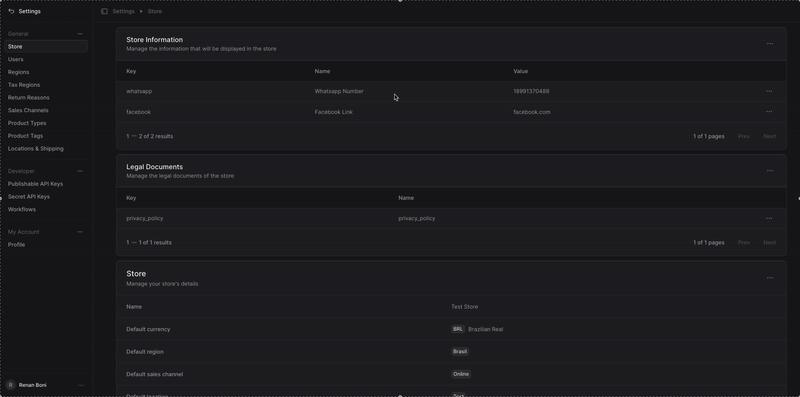 Settings
Settings › Store
General
Store
Users
Regions
Tax Regions
Return Reasons
Sales Channels
Product Types
Product Tags
Locations & Shipping
Developer
Publishable API Keys
Secret API Keys
Workflows
My Account
Profile
R Renan Boni
Store Information
Manage the information that will be displayed in the store
Key Name Value
whatsapp Whatsapp Number 18991370488
facebook Facebook Link facebook.com
1 — 2 of 2 results 1 of 1 pages Prev Next
Legal Documents
Manage the legal documents of the store
Key Name
privacy_policy privacy_policy
1 — 1 of 1 results 1 of 1 pages Prev Next
Store
Manage your store's details
Name Test Store
Default currency BRL Brazilian Real
Default region Brasil
Default sales channel Online
Default location Test